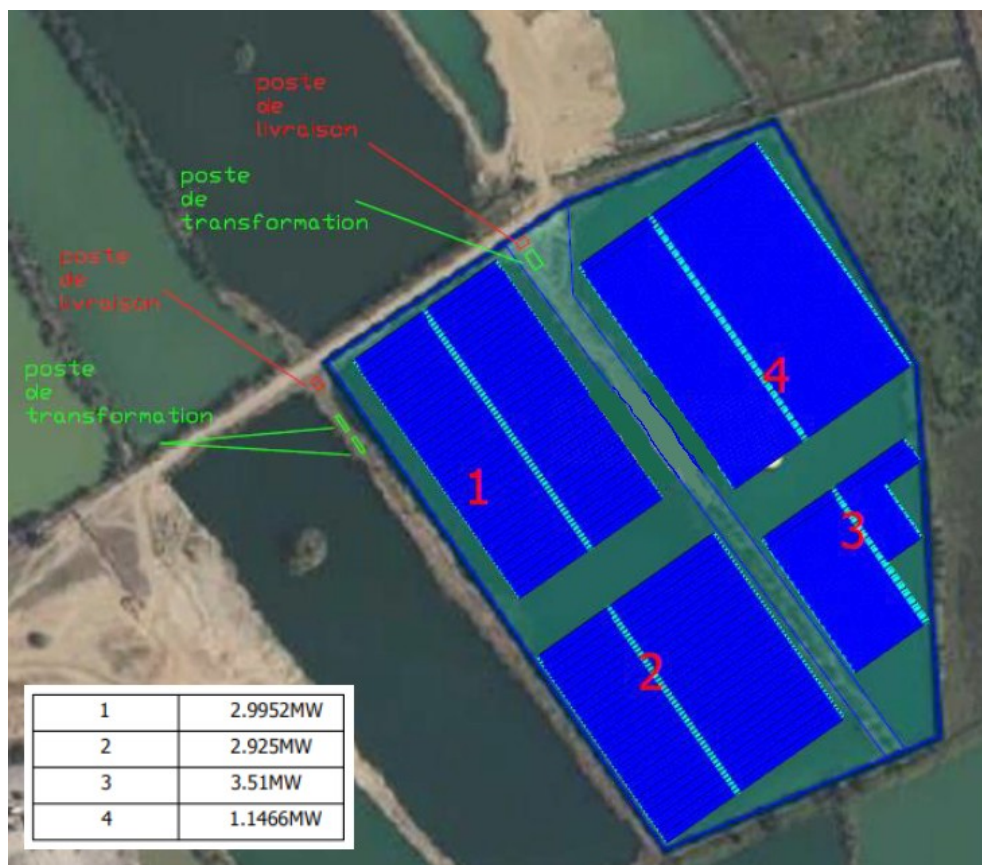 poste
de
livraison
poste
de
transformation
poste
de
livraison
poste
de
transformation
4
1
3
2
1 2.9952MW
2 2.925MW
3 3.51MW
4 1.1466MW